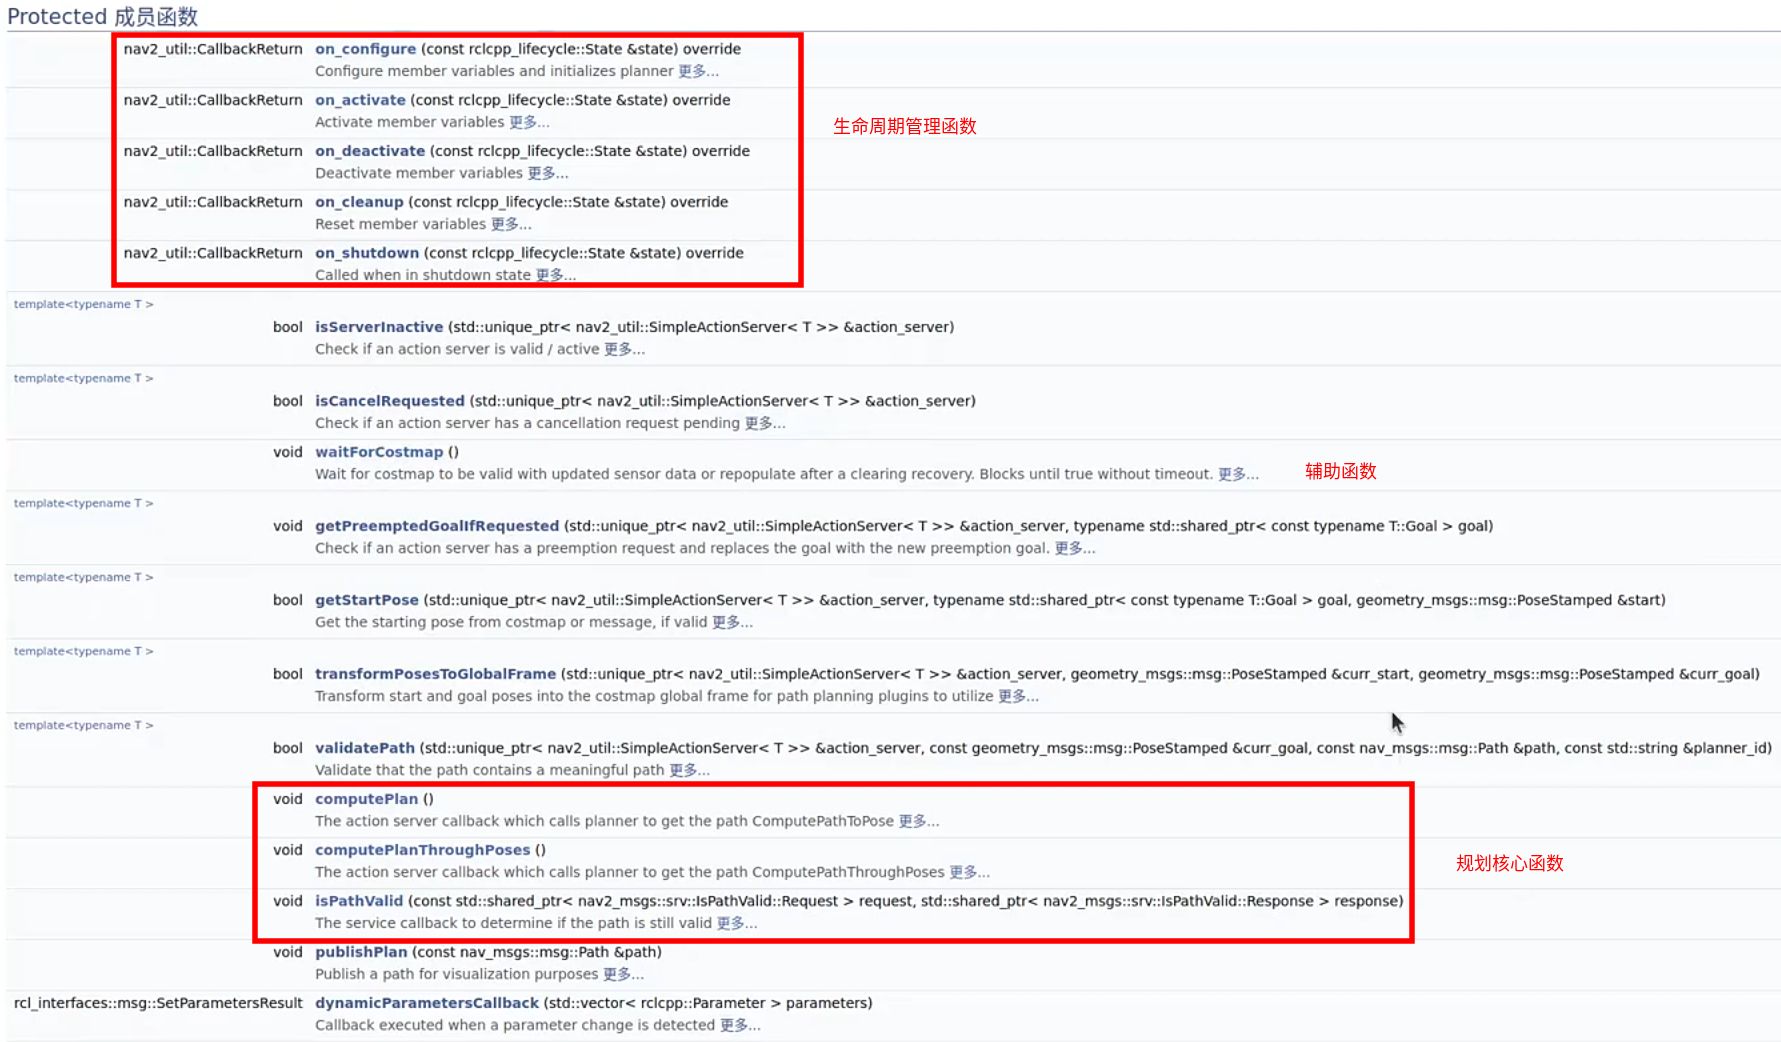 Protected 成员函数
nav2_util::CallbackReturn on_configure (const rclcpp_lifecycle::State &state) override
Configure member variables and initializes planner 更多...
nav2_util::CallbackReturn on_activate (const rclcpp_lifecycle::State &state) override
Activate member variables 更多...
生命周期管理函数
nav2_util::CallbackReturn on_deactivate (const rclcpp_lifecycle::State &state) override
Deactivate member variables 更多...
nav2_util::CallbackReturn on_cleanup (const rclcpp_lifecycle::State &state) override
Reset member variables 更多...
nav2_util::CallbackReturn on_shutdown (const rclcpp_lifecycle::State &state) override
Called when in shutdown state 更多...
template<typename T >
bool isServerInactive (std::unique_ptr< nav2_util::SimpleActionServer< T >> &action_server)
Check if an action server is valid / active 更多...
template<typename T >
bool isCancelRequested (std::unique_ptr< nav2_util::SimpleActionServer< T >> &action_server)
Check if an action server has a cancellation request pending 更多...
void waitForCostmap ()
Wait for costmap to be valid with updated sensor data or repopulate after a clearing recovery. Blocks until true without timeout. 更多...
辅助函数
template<typename T >
void getPreemptedGoalIfRequested (std::unique_ptr< nav2_util::SimpleActionServer< T >> &action_server, typename std::shared_ptr< const typename T::Goal > goal)
Check if an action server has a preemption request and replaces the goal with the new preemption goal. 更多...
template<typename T >
bool getStartPose (std::unique_ptr< nav2_util::SimpleActionServer< T >> &action_server, typename std::shared_ptr< const typename T::Goal > goal, geometry_msgs::msg::PoseStamped &start)
Get the starting pose from costmap or message, if valid 更多...
template<typename T >
bool transformPosesToGlobalFrame (std::unique_ptr< nav2_util::SimpleActionServer< T >> &action_server, geometry_msgs::msg::PoseStamped &curr_start, geometry_msgs::msg::PoseStamped &curr_goal)
Transform start and goal poses into the costmap global frame for path planning plugins to utilize 更多...
template<typename T >
bool validatePath (std::unique_ptr< nav2_util::SimpleActionServer< T >> &action_server, const geometry_msgs::msg::PoseStamped &curr_goal, const nav_msgs::msg::Path &path, const std::string &planner_id)
Validate that the path contains a meaningful path 更多...
void computePlan ()
The action server callback which calls planner to get the path ComputePathToPose 更多...
void computePlanThroughPoses ()
The action server callback which calls planner to get the path ComputePathThroughPoses 更多...
规划核心函数
void isPathValid (const std::shared_ptr< nav2_msgs::srv::IsPathValid::Request > request, std::shared_ptr< nav2_msgs::srv::IsPathValid::Response > response)
The service callback to determine if the path is still valid 更多...
void publishPlan (const nav_msgs::msg::Path &path)
Publish a path for visualization purposes 更多...
rcl_interfaces::msg::SetParametersResult dynamicParametersCallback (std::vector< rclcpp::Parameter > parameters)
Callback executed when a parameter change is detected 更多...